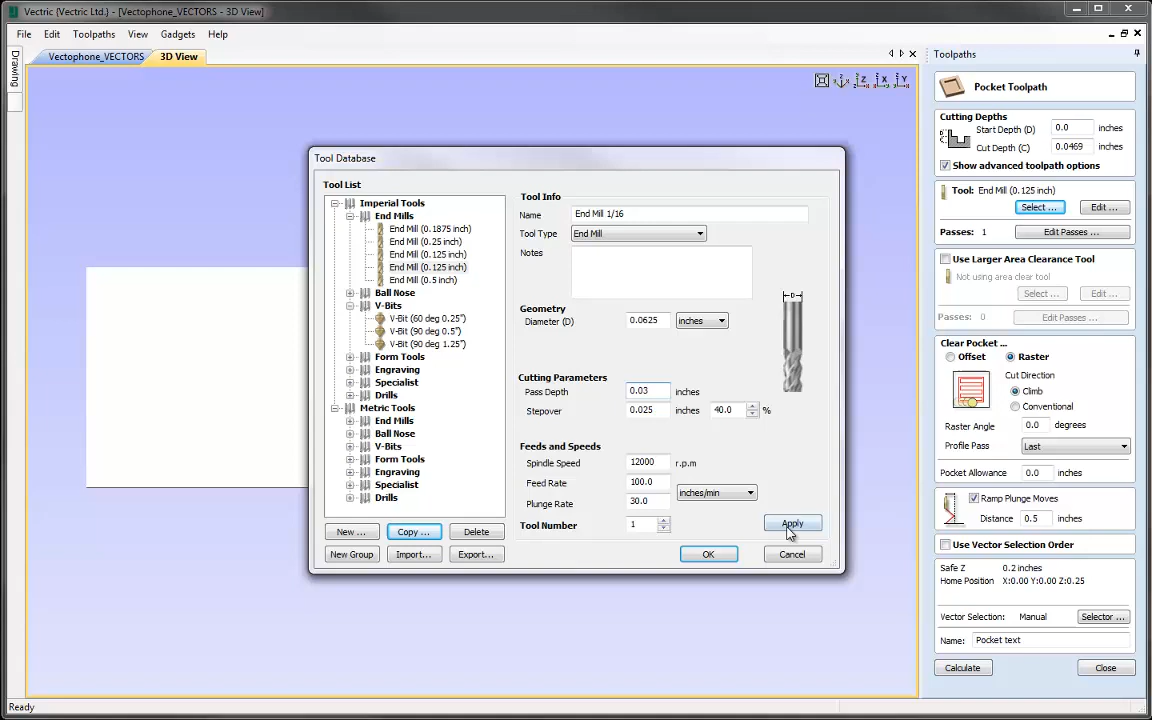 Vectric {Vectric Ltd.} - [Vectophone_VECTORS - 3D View]
File Edit Toolpaths View Gadgets Help
Drawing
Vectophone_VECTORS 3D View
Toolpaths
Pocket Toolpath
Cutting Depths
Start Depth (D) 0.0 inches
Cut Depth (C) 0.0469 inches
Show advanced toolpath options
Tool: End Mill (0.125 inch)
Select ... Edit ...
Passes: 1 Edit Passes ...
Use Larger Area Clearance Tool
Not using area clear tool
Select ... Edit ...
Passes: 0 Edit Passes ...
Clear Pocket ...
Offset Raster
Cut Direction
Climb
Conventional
Raster Angle 0.0 degrees
Profile Pass Last
Pocket Allowance 0.0 inches
Ramp Plunge Moves
Distance 0.5 inches
Use Vector Selection Order
Safe Z 0.2 inches
Home Position X:0.00 Y:0.00 Z:0.25
Vector Selection: Manual Selector ...
Name: Pocket text
Calculate Close
Tool Database
Tool List
Imperial Tools
End Mills
End Mill (0.1875 inch)
End Mill (0.25 inch)
End Mill (0.125 inch)
End Mill (0.125 inch)
End Mill (0.5 inch)
Ball Nose
V-Bits
V-Bit (60 deg 0.25")
V-Bit (90 deg 0.5")
V-Bit (90 deg 1.25")
Form Tools
Engraving
Specialist
Drills
Metric Tools
End Mills
Ball Nose
V-Bits
Form Tools
Engraving
Specialist
Drills
New ... Copy ... Delete
New Group Import... Export...
Tool Info
Name End Mill 1/16
Tool Type End Mill
Notes
Geometry
Diameter (D) 0.0625 inches
D
Cutting Parameters
Pass Depth 0.03 inches
Stepover 0.025 inches 40.0 %
Feeds and Speeds
Spindle Speed 12000 r.p.m
Feed Rate 100.0
Plunge Rate 30.0 inches/min
Tool Number 1
Apply
OK Cancel
Ready